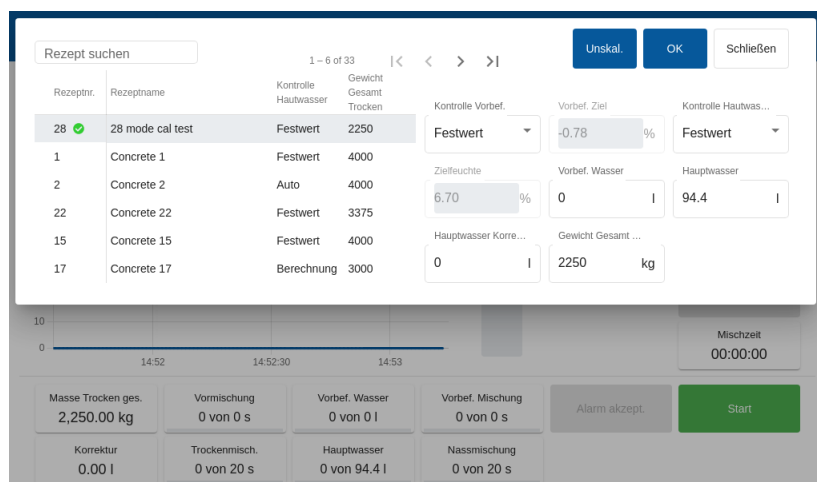 Rezept suchen
1 – 6 of 33
Unskal.
OK
Schließen
Rezeptnr.
Rezeptname
Kontrolle
Hautwasser
Gewicht
Gesamt
Trocken
28 28 mode cal test Festwert 2250
1 Concrete 1 Festwert 4000
2 Concrete 2 Auto 4000
22 Concrete 22 Festwert 3375
15 Concrete 15 Festwert 4000
17 Concrete 17 Berechnung 3000
Kontrolle Vorbef.
Festwert
Vorbef. Ziel
-0.78 %
Kontrolle Hautwas...
Festwert
Zielfeuchte
6.70 %
Vorbef. Wasser
0 l
Hauptwasser
94.4 l
Hauptwasser Korre...
0 l
Gewicht Gesamt ...
2250 kg
10
0
14:52
14:52:30
14:53
Mischzeit
00:00:00
Masse Trocken ges.
2,250.00 kg
Vormischung
0 von 0 s
Vorbef. Wasser
0 von 0 l
Vorbef. Mischung
0 von 0 s
Alarm akzept.
Start
Korrektur
0.00 l
Trockenmisch.
0 von 20 s
Hauptwasser
0 von 94.4 l
Nassmischung
0 von 20 s